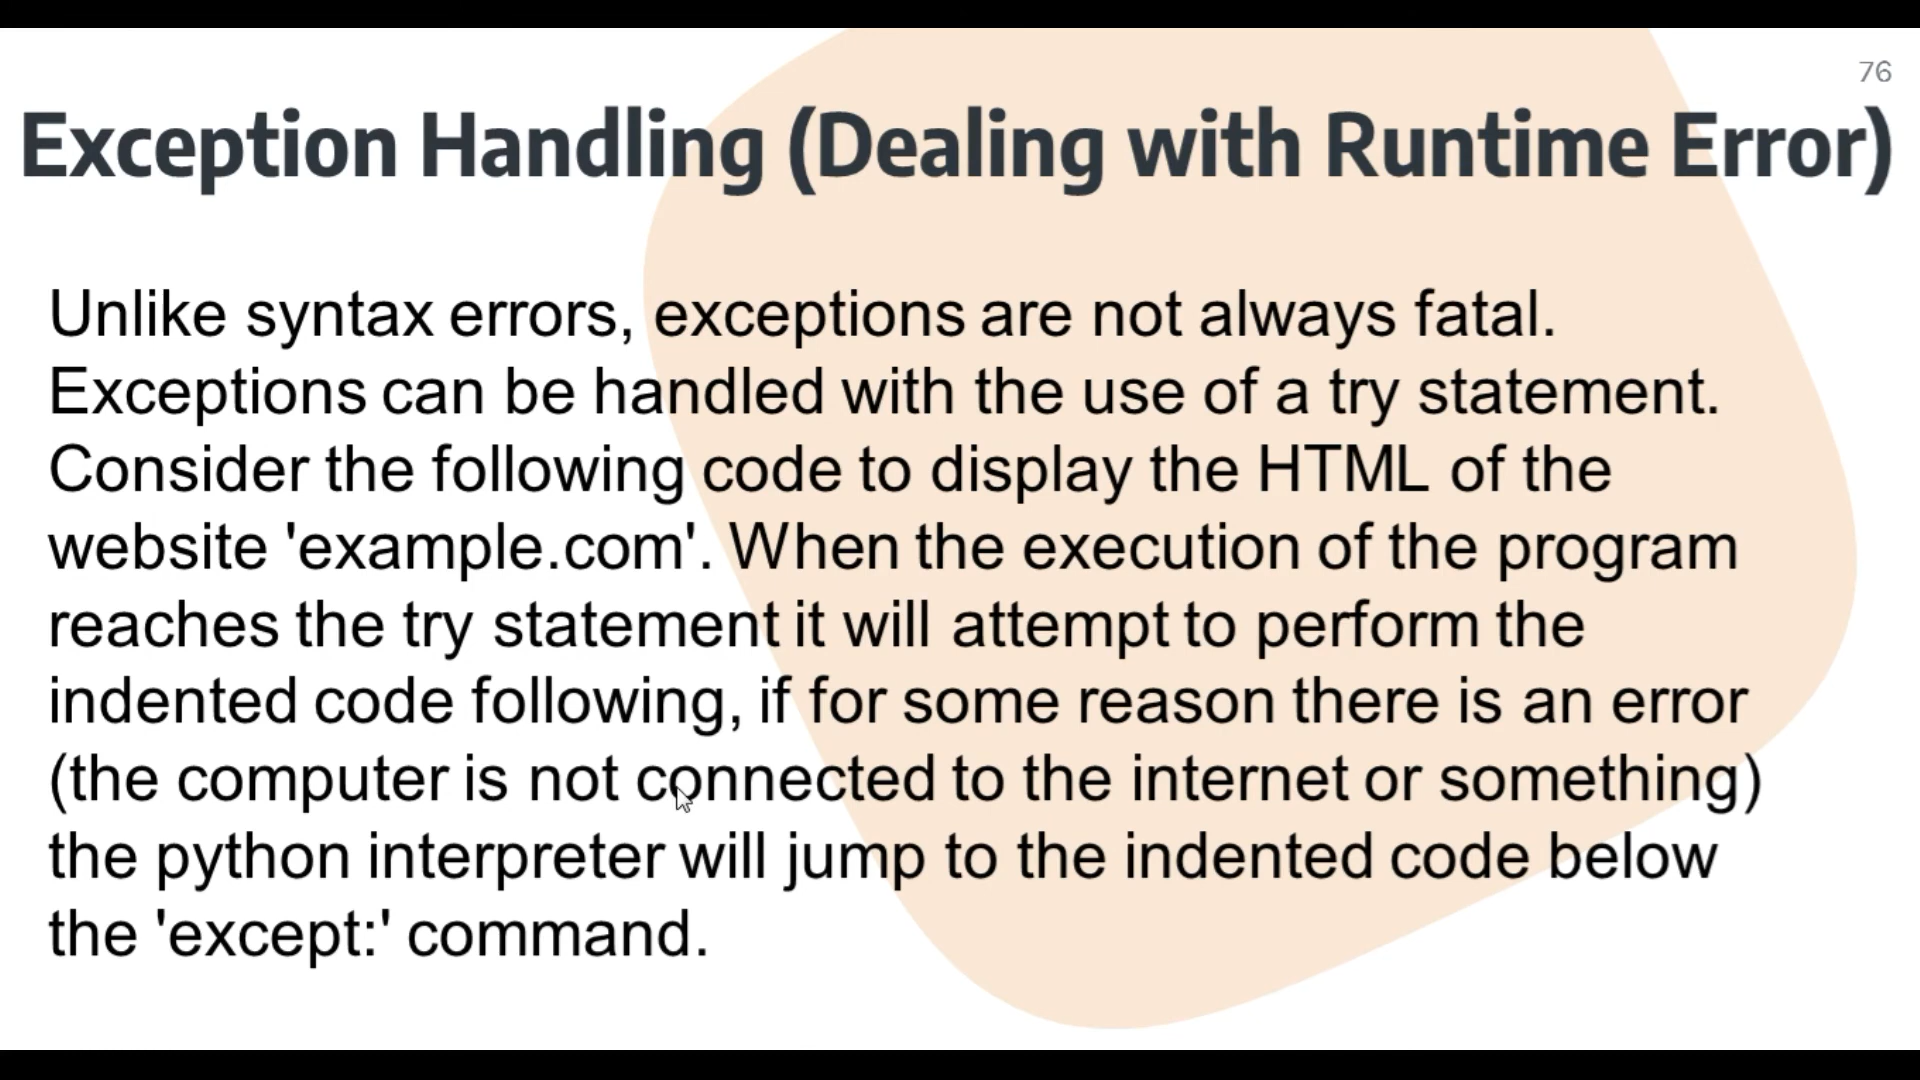 76
Exception Handling (Dealing with Runtime Error)
Unlike syntax errors, exceptions are not always fatal.
Exceptions can be handled with the use of a try statement.
Consider the following code to display the HTML of the
website 'example.com'. When the execution of the program
reaches the try statement it will attempt to perform the
indented code following, if for some reason there is an error
(the computer is not connected to the internet or something)
the python interpreter will jump to the indented code below
the 'except:' command.